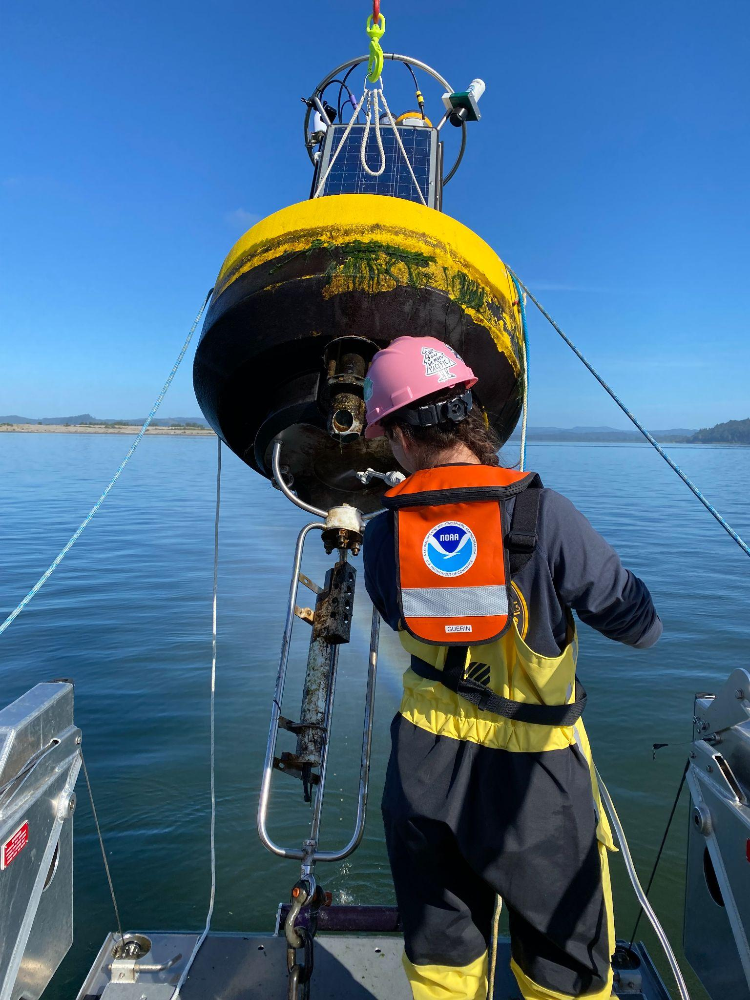 CAN
you
be more
PACIFIC?
NATIONAL OCEANIC AND ATMOSPHERIC ADMINISTRATION
NOAA
U.S. DEPARTMENT OF COMMERCE
GUERIN